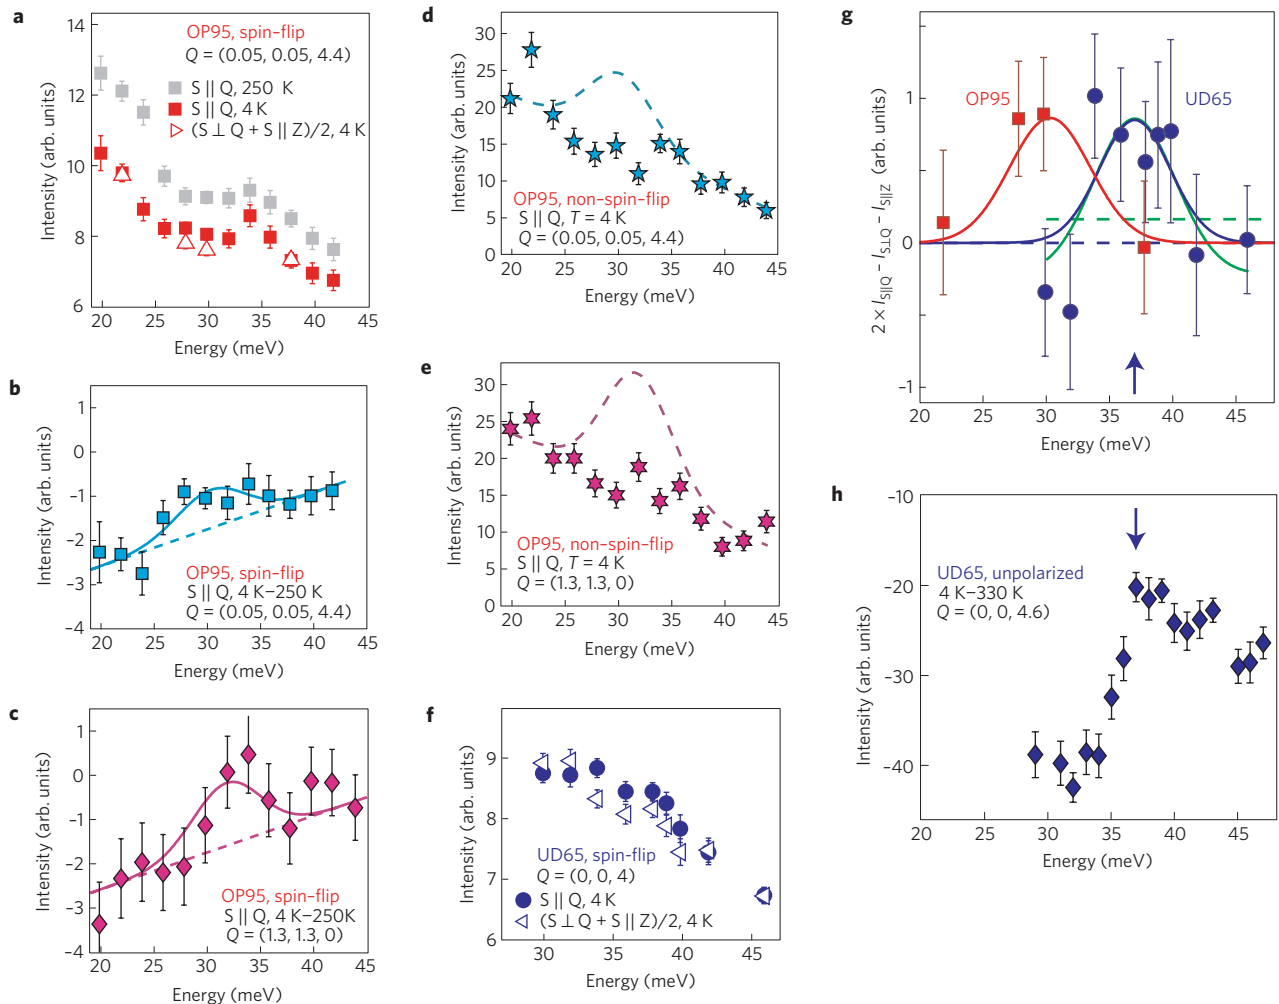 a
OP95, spin–flip
Q = (0.05, 0.05, 4.4)
S || Q, 250 K
S || Q, 4 K
(S ⊥ Q + S || Z)/2, 4 K
14
12
10
8
6
20 25 30 35 40 45
Intensity (arb. units)
Energy (meV)
b
1
0
-1
-2
-3
-4
OP95, spin–flip
S || Q, 4 K–250 K
Q = (0.05, 0.05, 4.4)
20 25 30 35 40 45
Intensity (arb. units)
Energy (meV)
c
1
0
-1
-2
-3
-4
OP95, spin–flip
S || Q, 4 K–250K
Q = (1.3, 1.3, 0)
20 25 30 35 40 45
Intensity (arb. units)
Energy (meV)
d
30
25
20
15
10
5
0
OP95, non-spin-flip
S || Q, T = 4 K
Q = (0.05, 0.05, 4.4)
20 25 30 35 40 45
Intensity (arb. units)
Energy (meV)
e
30
25
20
15
10
5
0
OP95, non-spin-flip
S || Q, T = 4 K
Q = (1.3, 1.3, 0)
20 25 30 35 40 45
Intensity (arb. units)
Energy (meV)
f
9
8
7
6
UD65, spin-flip
Q = (0, 0, 4)
S || Q, 4 K
(S ⊥ Q + S || Z)/2, 4 K
30 35 40 45
Intensity (arb. units)
Energy (meV)
g
OP95
UD65
1
0
-1
20 25 30 35 40 45
2 × I S||Q − I S⊥Q − I S||Z (arb. units)
Energy (meV)
h
-10
-20
-30
-40
UD65, unpolarized
4 K–330 K
Q = (0, 0, 4.6)
20 25 30 35 40 45
Intensity (arb. units)
Energy (meV)